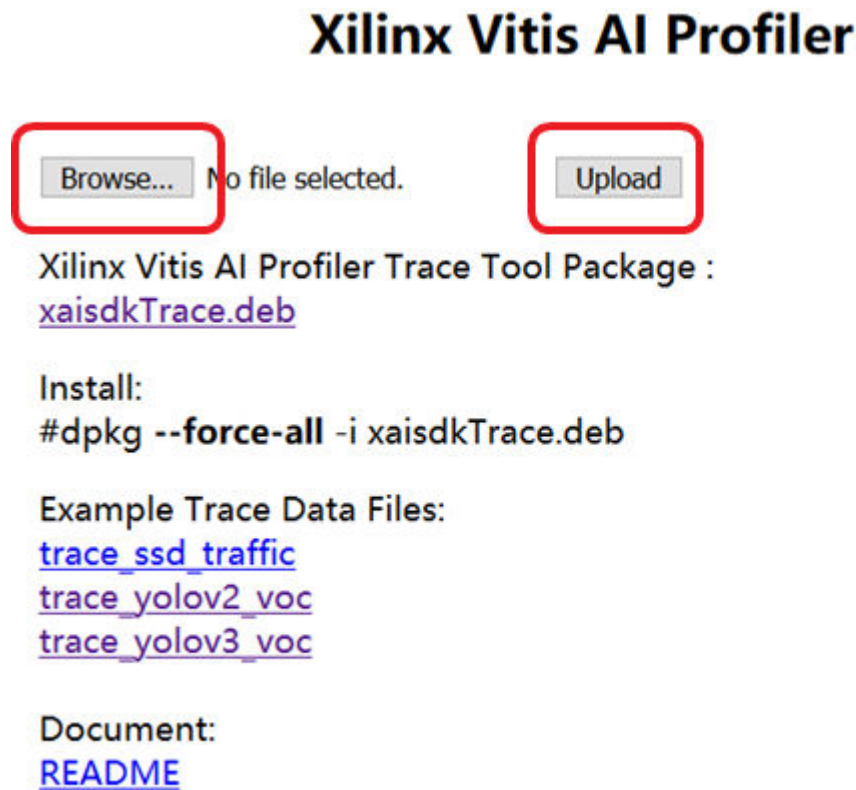 Xilinx Vitis AI Profiler
Browse... No file selected. Upload
Xilinx Vitis AI Profiler Trace Tool Package :
xaisdkTrace.deb
Install:
#dpkg --force-all -i xaisdkTrace.deb
Example Trace Data Files:
trace_ssd_traffic
trace_yolov2_voc
trace_yolov3_voc
Document:
README